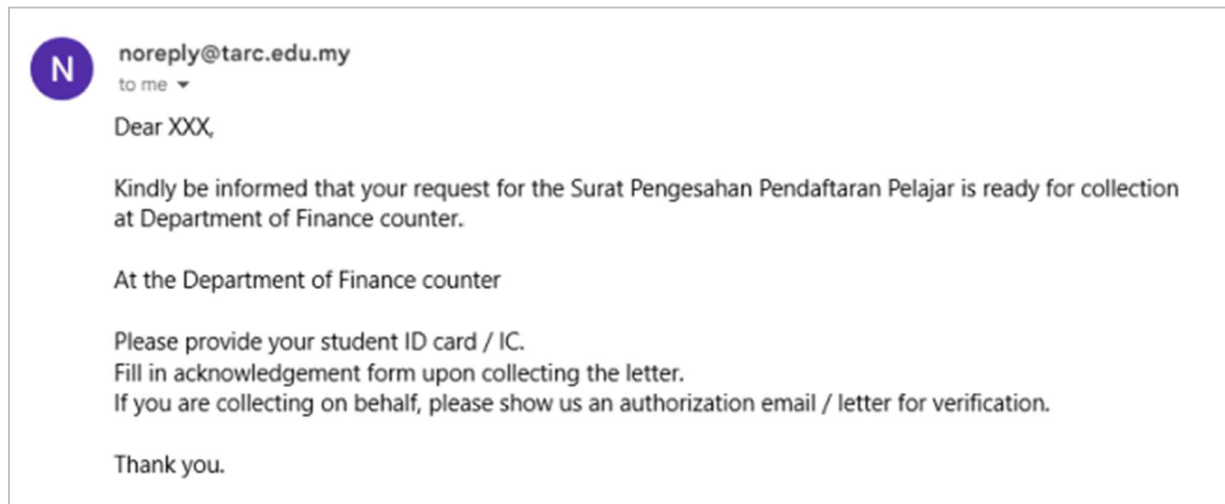 N
noreply@tarc.edu.my
to me
Dear XXX,
Kindly be informed that your request for the Surat Pengesahan Pendaftaran Pelajar is ready for collection
at Department of Finance counter.
At the Department of Finance counter
Please provide your student ID card / IC.
Fill in acknowledgement form upon collecting the letter.
If you are collecting on behalf, please show us an authorization email / letter for verification.
Thank you.